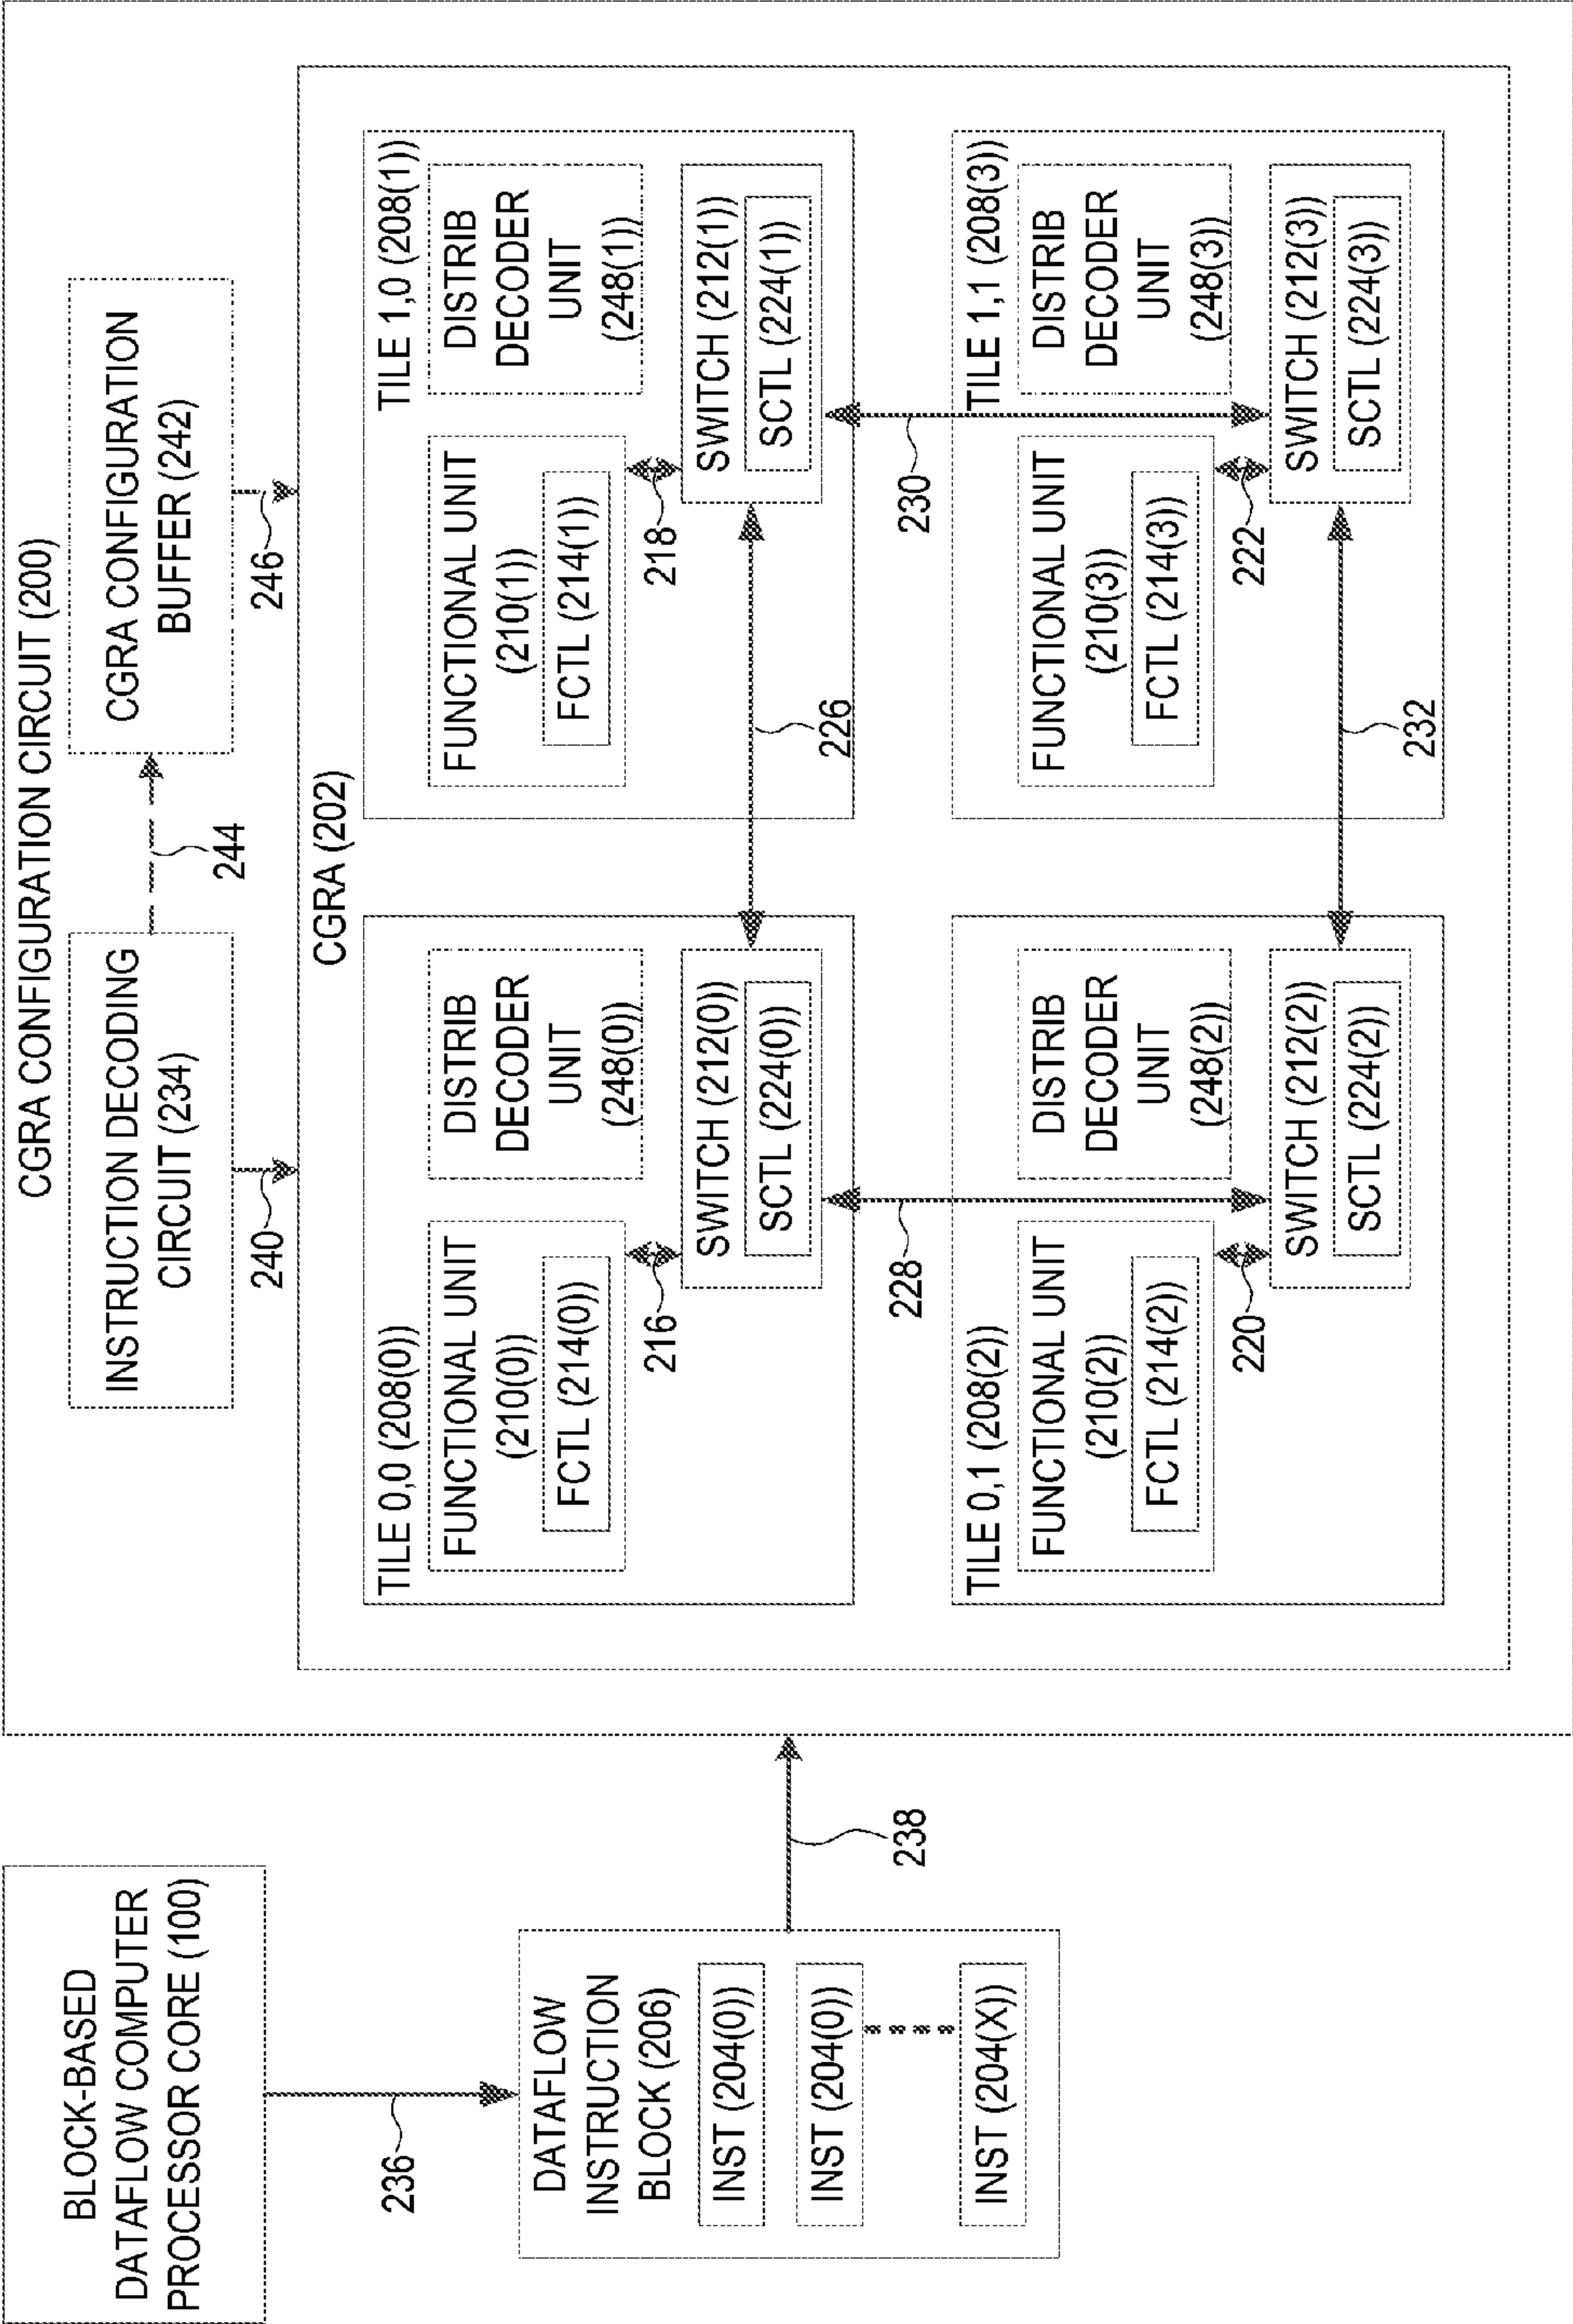 BLOCK-BASED
DATAFLOW COMPUTER
PROCESSOR CORE (100)
236
DATAFLOW
INSTRUCTION
BLOCK (206)
INST (204(0))
INST (204(0))
INST (204(X))
238
CGRA CONFIGURATION CIRCUIT (200)
INSTRUCTION DECODING
CIRCUIT (234)
244
CGRA CONFIGURATION
BUFFER (242)
240
246
CGRA (202)
TILE 0,0 (208(0))
FUNCTIONAL UNIT
(210(0))
FCTL (214(0))
DISTRIB
DECODER
UNIT
(248(0))
216
SWITCH (212(0))
SCTL (224(0))
TILE 1,0 (208(1))
FUNCTIONAL UNIT
(210(1))
FCTL (214(1))
DISTRIB
DECODER
UNIT
(248(1))
218
SWITCH (212(1))
SCTL (224(1))
226
228
230
TILE 0,1 (208(2))
FUNCTIONAL UNIT
(210(2))
FCTL (214(2))
DISTRIB
DECODER
UNIT
(248(2))
220
SWITCH (212(2))
SCTL (224(2))
TILE 1,1 (208(3))
FUNCTIONAL UNIT
(210(3))
FCTL (214(3))
DISTRIB
DECODER
UNIT
(248(3))
222
SWITCH (212(3))
SCTL (224(3))
232